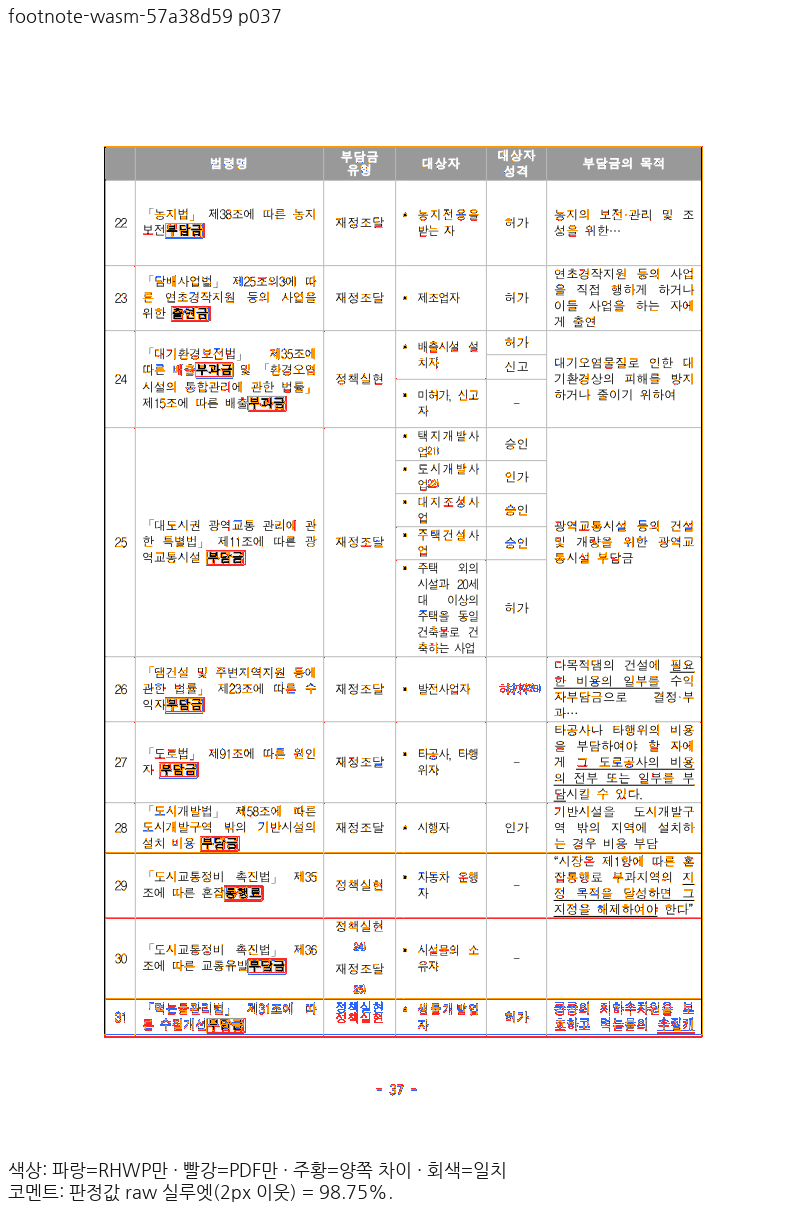 footnote-wasm-57a38d59 p037
법령명
부담금
유형
대상자
대상자
성격
부담금의 목적
22
「농지법」 제38조에 따른 농지
보전부담금
재정조달
• 농지전용을
받는 자
허가
농지의 보전·관리 및 조
성을 위한…
23
「담배사업법」 제25조의3에 따
른 연초경작지원 등의 사업을
위한 출연금
재정조달
• 제조업자
허가
연초경작지원 등의 사업
을 직접 행하게 하거나
이들 사업을 하는 자에
게 출연
24
「대기환경보전법」 제35조에
따른 배출부과금 및 「환경오염
시설의 통합관리에 관한 법률」
제15조에 따른 배출부과금
정책실현
• 배출시설 설
치자
허가
신고
• 미허가, 신고
자
–
대기오염물질로 인한 대
기환경상의 피해를 방지
하거나 줄이기 위하여
25
「대도시권 광역교통 관리에 관
한 특별법」 제11조에 따른 광
역교통시설 부담금
재정조달
• 택지개발사
업
승인
• 도시개발사
업
인가
• 대지조성사
업
승인
• 주택건설사
업
승인
• 주택 외의
시설과 20세
대 이상의
주택을 동일
건축물로 건
축하는 사업
허가
광역교통시설 등의 건설
및 개량을 위한 광역교
통시설 부담금
26
「댐건설 및 주변지역지원 등에
관한 법률」 제23조에 따른 수
익자부담금
재정조달
• 발전사업자
다목적댐의 건설에 필요
한 비용의 일부를 수익
자부담금으로 결정·부
과…
27
「도로법」 제91조에 따른 원인
자 부담금
재정조달
• 타공사, 타행
위자
–
타공사나 타행위의 비용
을 부담하여야 할 자에
게 그 도로공사의 비용
의 전부 또는 일부를 부
담시킬 수 있다.
28
「도시개발법」 제58조에 따른
도시개발구역 밖의 기반시설의
설치 비용 부담금
재정조달
• 시행자
인가
기반시설을 도시개발구
역 밖의 지역에 설치하
는 경우 비용 부담
29
「도시교통정비 촉진법」 제35
조에 따른 혼잡통행료
정책실현
• 자동차 운행
자
–
“시장은 제1항에 따른 혼
잡통행료 부과지역의 지
정 목적을 달성하면 그
지정을 해제하여야 한다”
30
「도시교통정비 촉진법」 제36
조에 따른 교통유발부담금
정책실현
24)
재정조달
25)
• 시설물의 소
유자
–
31
「먹는물관리법」 제31조에 따
른 수질개선부담금
정책실현
• 샘물개발업
자
허가
- 37 -
색상: 파랑=RHWP만 · 빨강=PDF만 · 주황=양쪽 차이 · 회색=일치
코멘트: 판정값 raw 실루엣(2px 이웃) = 98.75%.